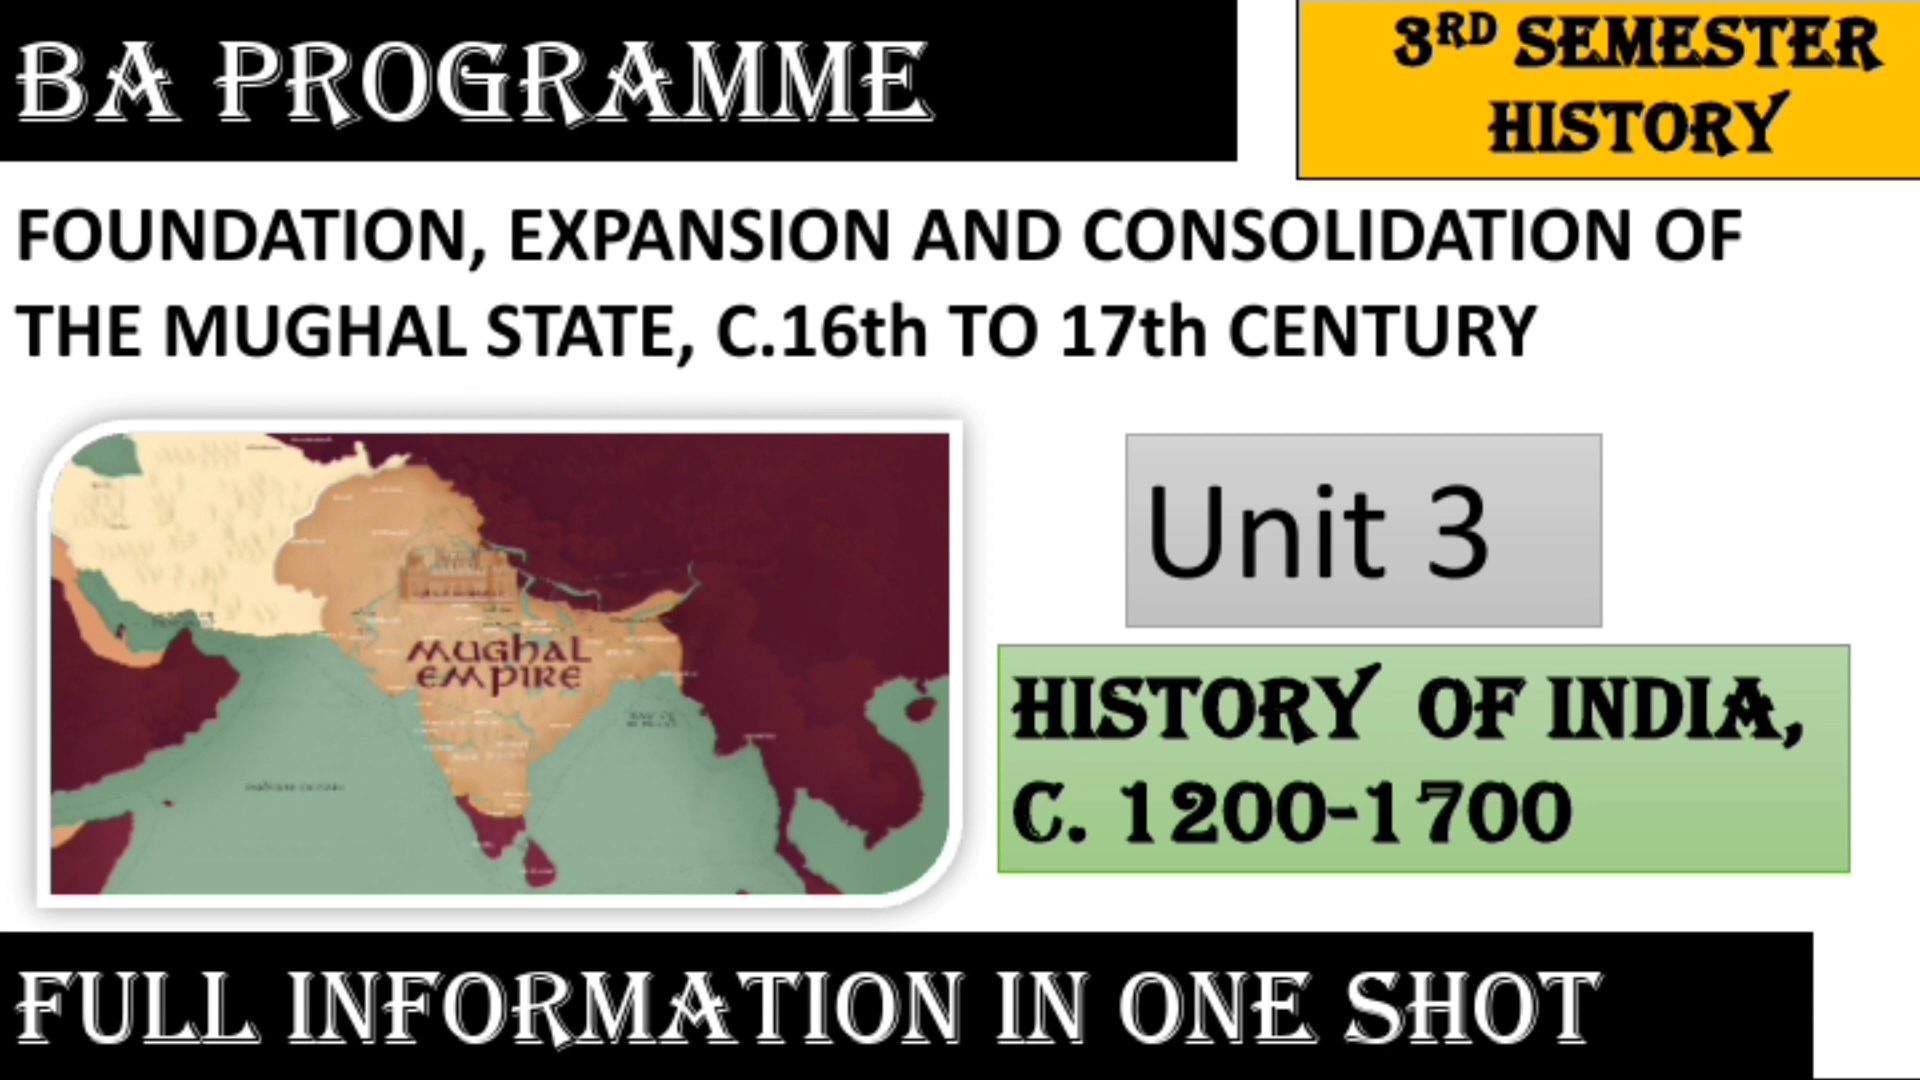 BA PROGRAMME
3RD SEMESTER
HISTORY
FOUNDATION, EXPANSION AND CONSOLIDATION OF
THE MUGHAL STATE, C.16th TO 17th CENTURY
MUGHAL
EMPIRE
Unit 3
HISTORY OF INDIA,
C. 1200-1700
FULL INFORMATION IN ONE SHOT